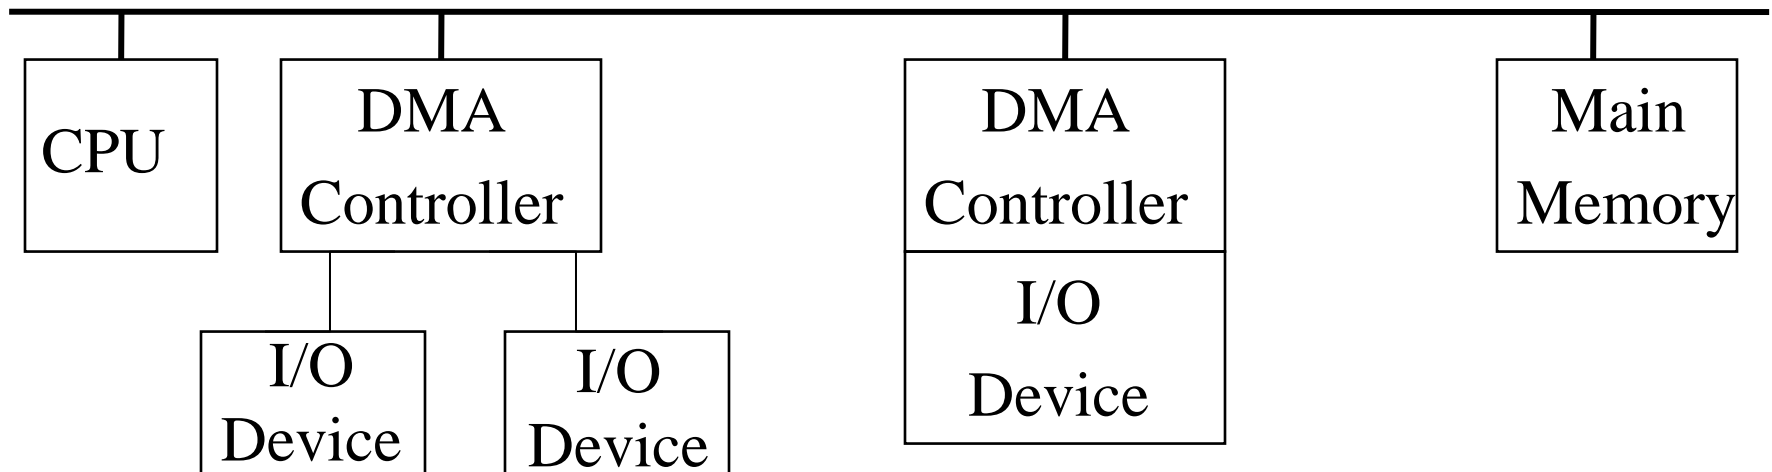 CPU
DMA
Controller
DMA
Controller
I/O
Device
Main
Memory
I/O
Device
I/O
Device